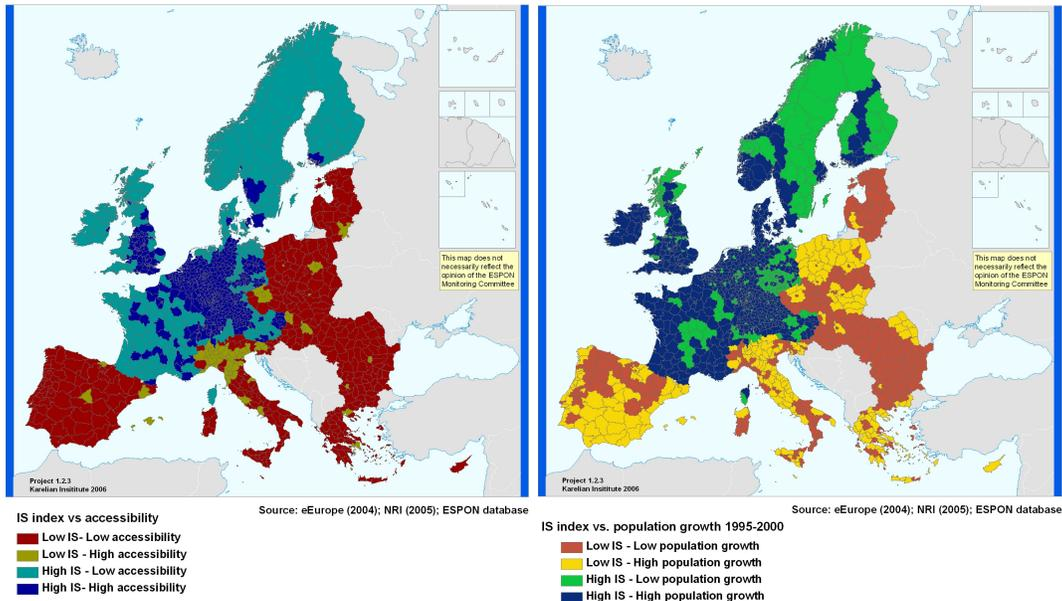 This map does not
necessarily reflect the
opinion of the ESPON
Monitoring Committee
Project 1.2.3
Karelian Insititute 2006
Source: eEurope (2004); NRI (2005); ESPON database
IS index vs accessibility
Low IS- Low accessibility
Low IS - High accessibility
High IS - Low accessibility
High IS- High accessibility
This map does not
necessarily reflect the
opinion of the ESPON
Monitoring Committee
Project 1.2.3
Karelian Insititute 2006
Source: eEurope (2004); NRI (2005); ESPON database
IS index vs. population growth 1995-2000
Low IS - Low population growth
Low IS - High population growth
High IS - Low population growth
High IS - High population growth